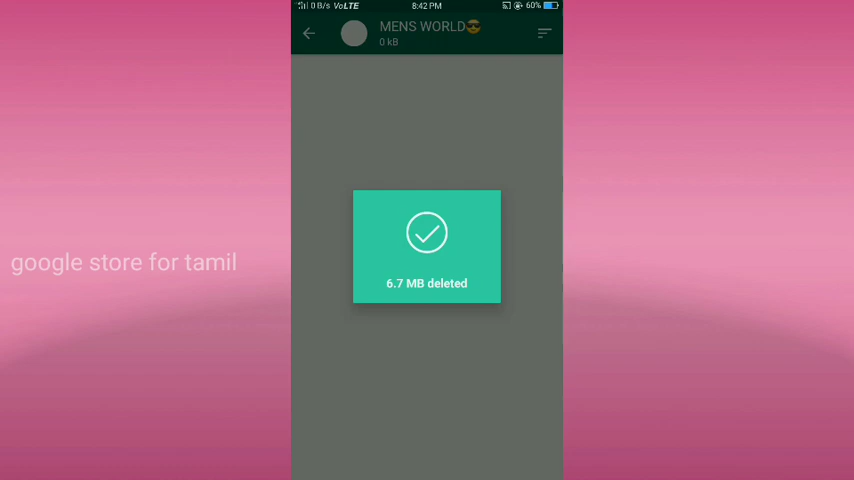 0 B/s VoLTE 8:42 PM 60%
MENS WORLD😎
0 kB
google store for tamil
6.7 MB deleted